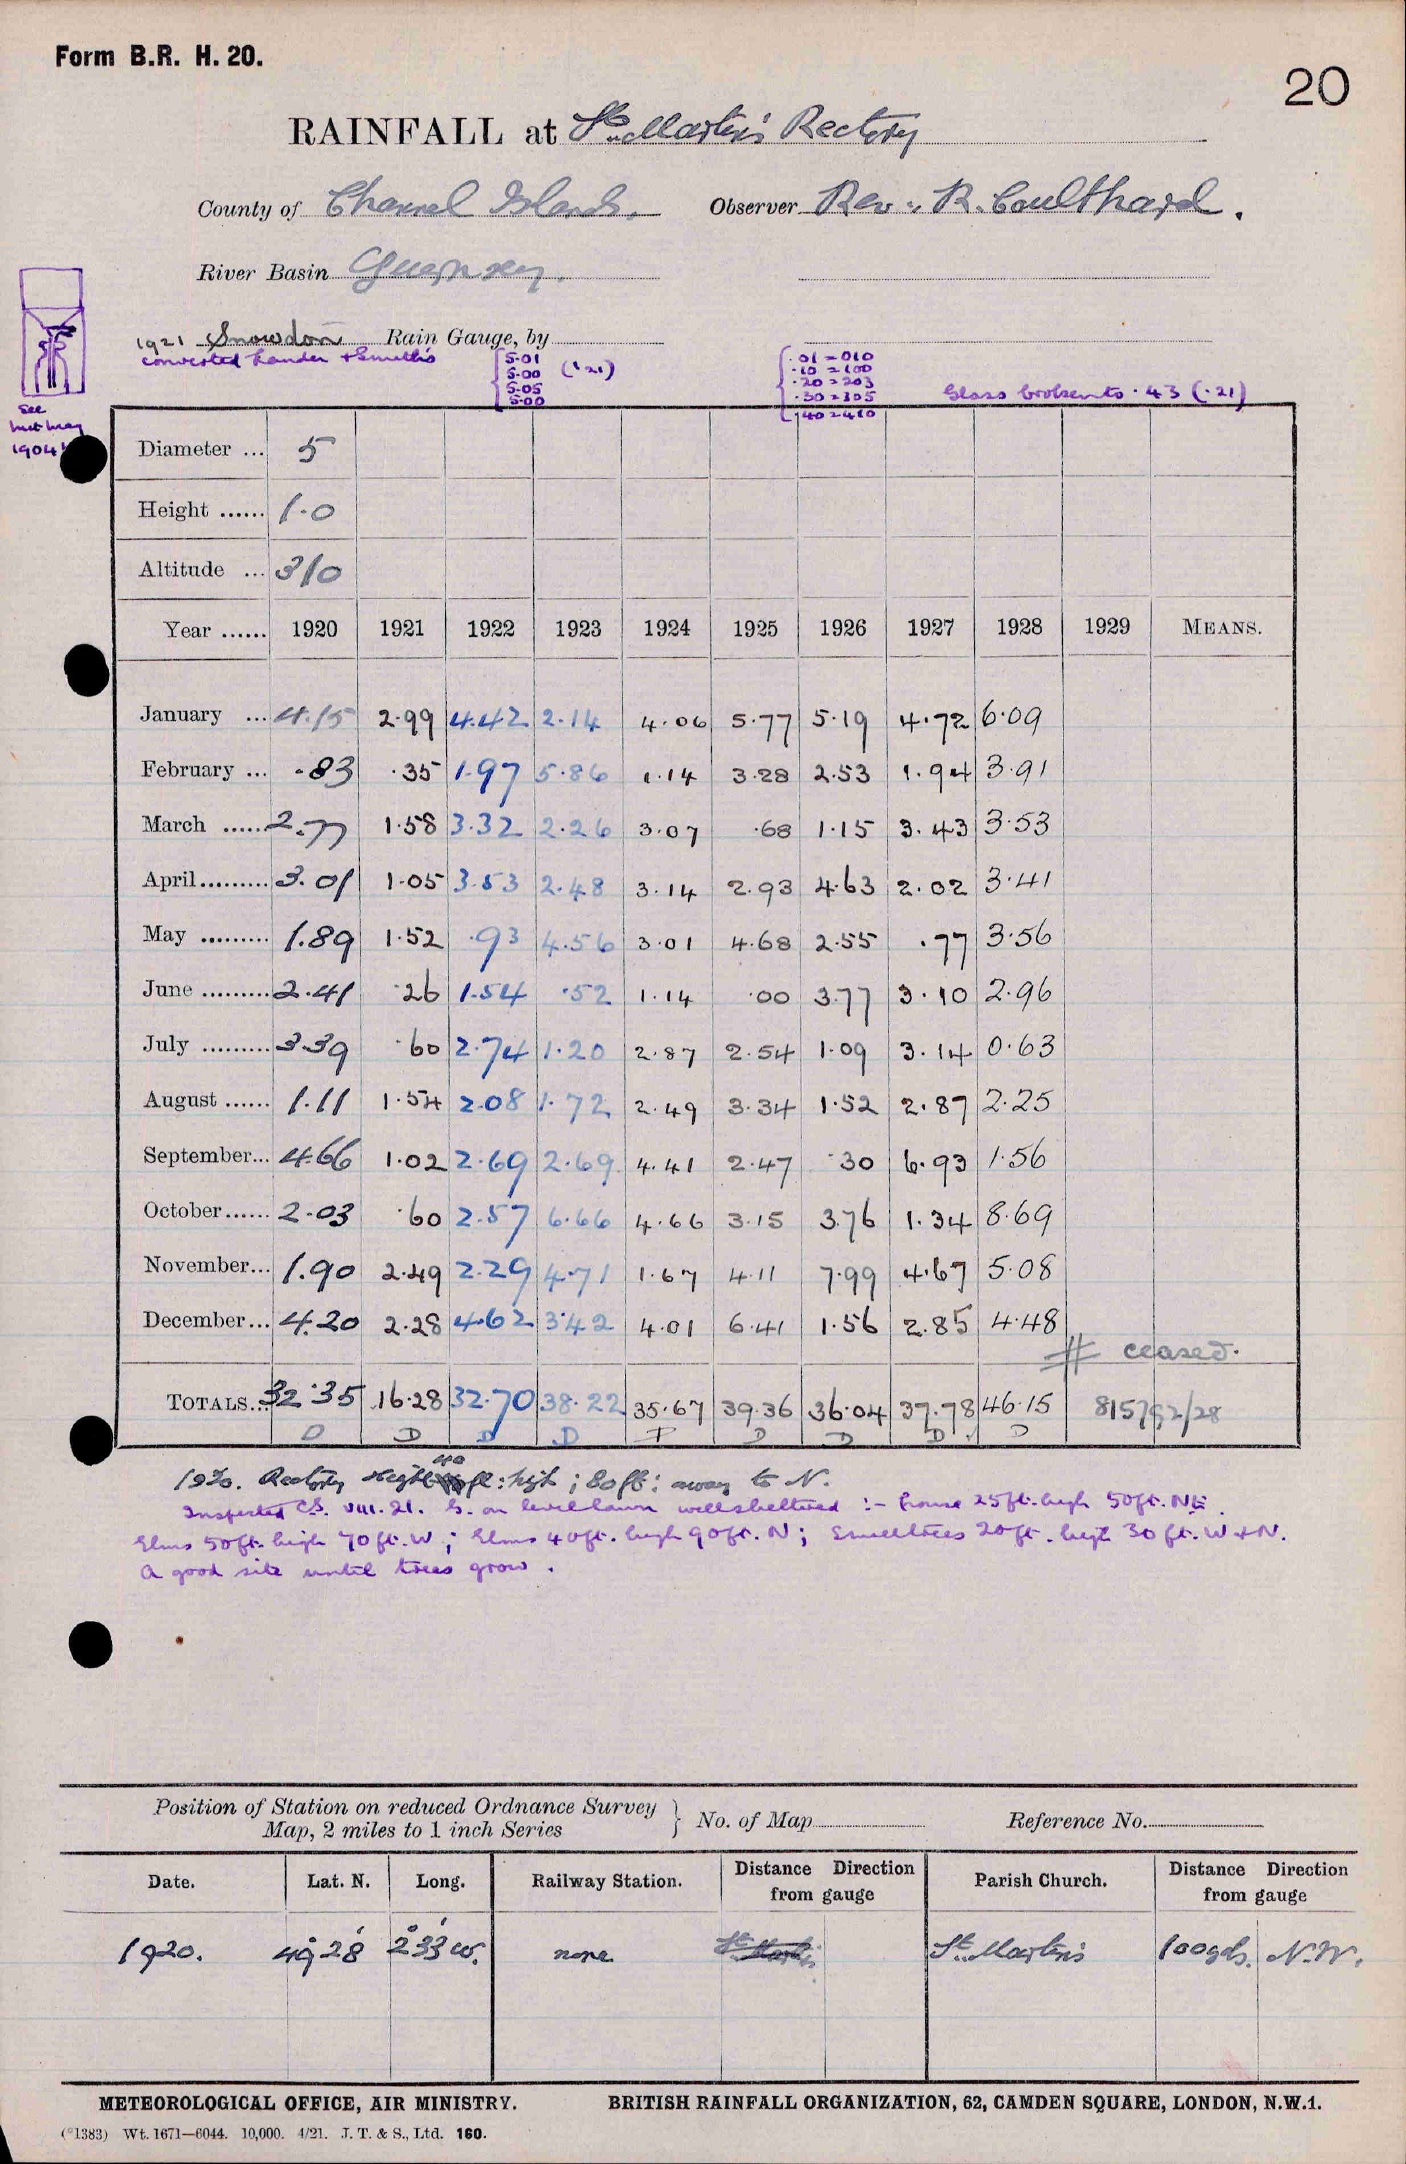 Form B.R. H. 20.
20
RAINFALL at St. Martin's Rectory
County of Channel Islands. Observer Rev. R. Coulthard.
River Basin Guernsey.
1921 Snowdon Rain Gauge, by
converted Lander & Smith's
5·01
5·00
5·05
5·00
(·21)
·01 = 010
·10 = 100
·20 = 203
·30 = 305
·40 = 410
Glass broken to ·43 (·21)
See
1904
Diameter ... 5
Height ...... 1·0
Altitude ... 310
Year ...... 1920 1921 1922 1923 1924 1925 1926 1927 1928 1929 MEANS.
January ... 4.15 2·99 4.42 2·14 4·06 5·77 5·19 4·72 6·09
February ... ·83 ·35 1·97 5·86 1·14 3·28 2·53 1·94 3·91
March ...... 2·77 1·58 3·32 2·26 3·07 ·68 1·15 3·43 3·53
April......... 3·01 1·05 3·53 2·48 3·14 2·93 4·63 2·02 3·41
May ......... 1.89 1·52 ·93 4·56 3·01 4·68 2·55 ·77 3·56
June ......... 2·41 ·26 1·54 ·52 1·14 ·00 3·77 3·10 2·96
July ......... 3·39 ·60 2·74 1·20 2·87 2·54 1·09 3·14 0·63
August ...... 1.11 1·54 2·08 1·72 2·49 3·34 1·52 2·87 2·25
September... 4.66 1·02 2·69 2·69 4·41 2·47 ·30 6·93 1·56
October...... 2·03 ·60 2·57 6·66 4·66 3·15 3·76 1·34 8·69
November... 1.90 2·49 2·29 4·71 1·67 4·11 7·99 4·67 5·08
December... 4.20 2·28 4·62 3·42 4·01 6·41 1·56 2·85 4·48
# ceased.
TOTALS... 32·35 16·28 32·70 38·22 35·67 39·36 36·04 37·78 46·15 815792/28
D D D D D D D D D
1920. Rectory height 40 ft: high ; 80 ft: away to N.
Inspected C.S. VIII. 21. G. on level lawn well sheltered :- house 25ft. high 50ft. NE.
Elms 50ft. high 70ft. W ; Elms 40ft. high 90ft. N ; Small trees 20ft. high 30ft. W & N.
A good site until trees grow .
Position of Station on reduced Ordnance Survey
Map, 2 miles to 1 inch Series
No. of Map Reference No.
Date. Lat. N. Long. Railway Station. Distance Direction from gauge Parish Church. Distance Direction from gauge
1920. 49° 28' 2° 33' W. none St. Martin's St. Martin's 100yds. N.W.
METEOROLOGICAL OFFICE, AIR MINISTRY. BRITISH RAINFALL ORGANIZATION, 62, CAMDEN SQUARE, LONDON, N.W.1.
(*1383) Wt. 1671—6044. 10,000. 4/21. J. T. & S., Ltd. 160.